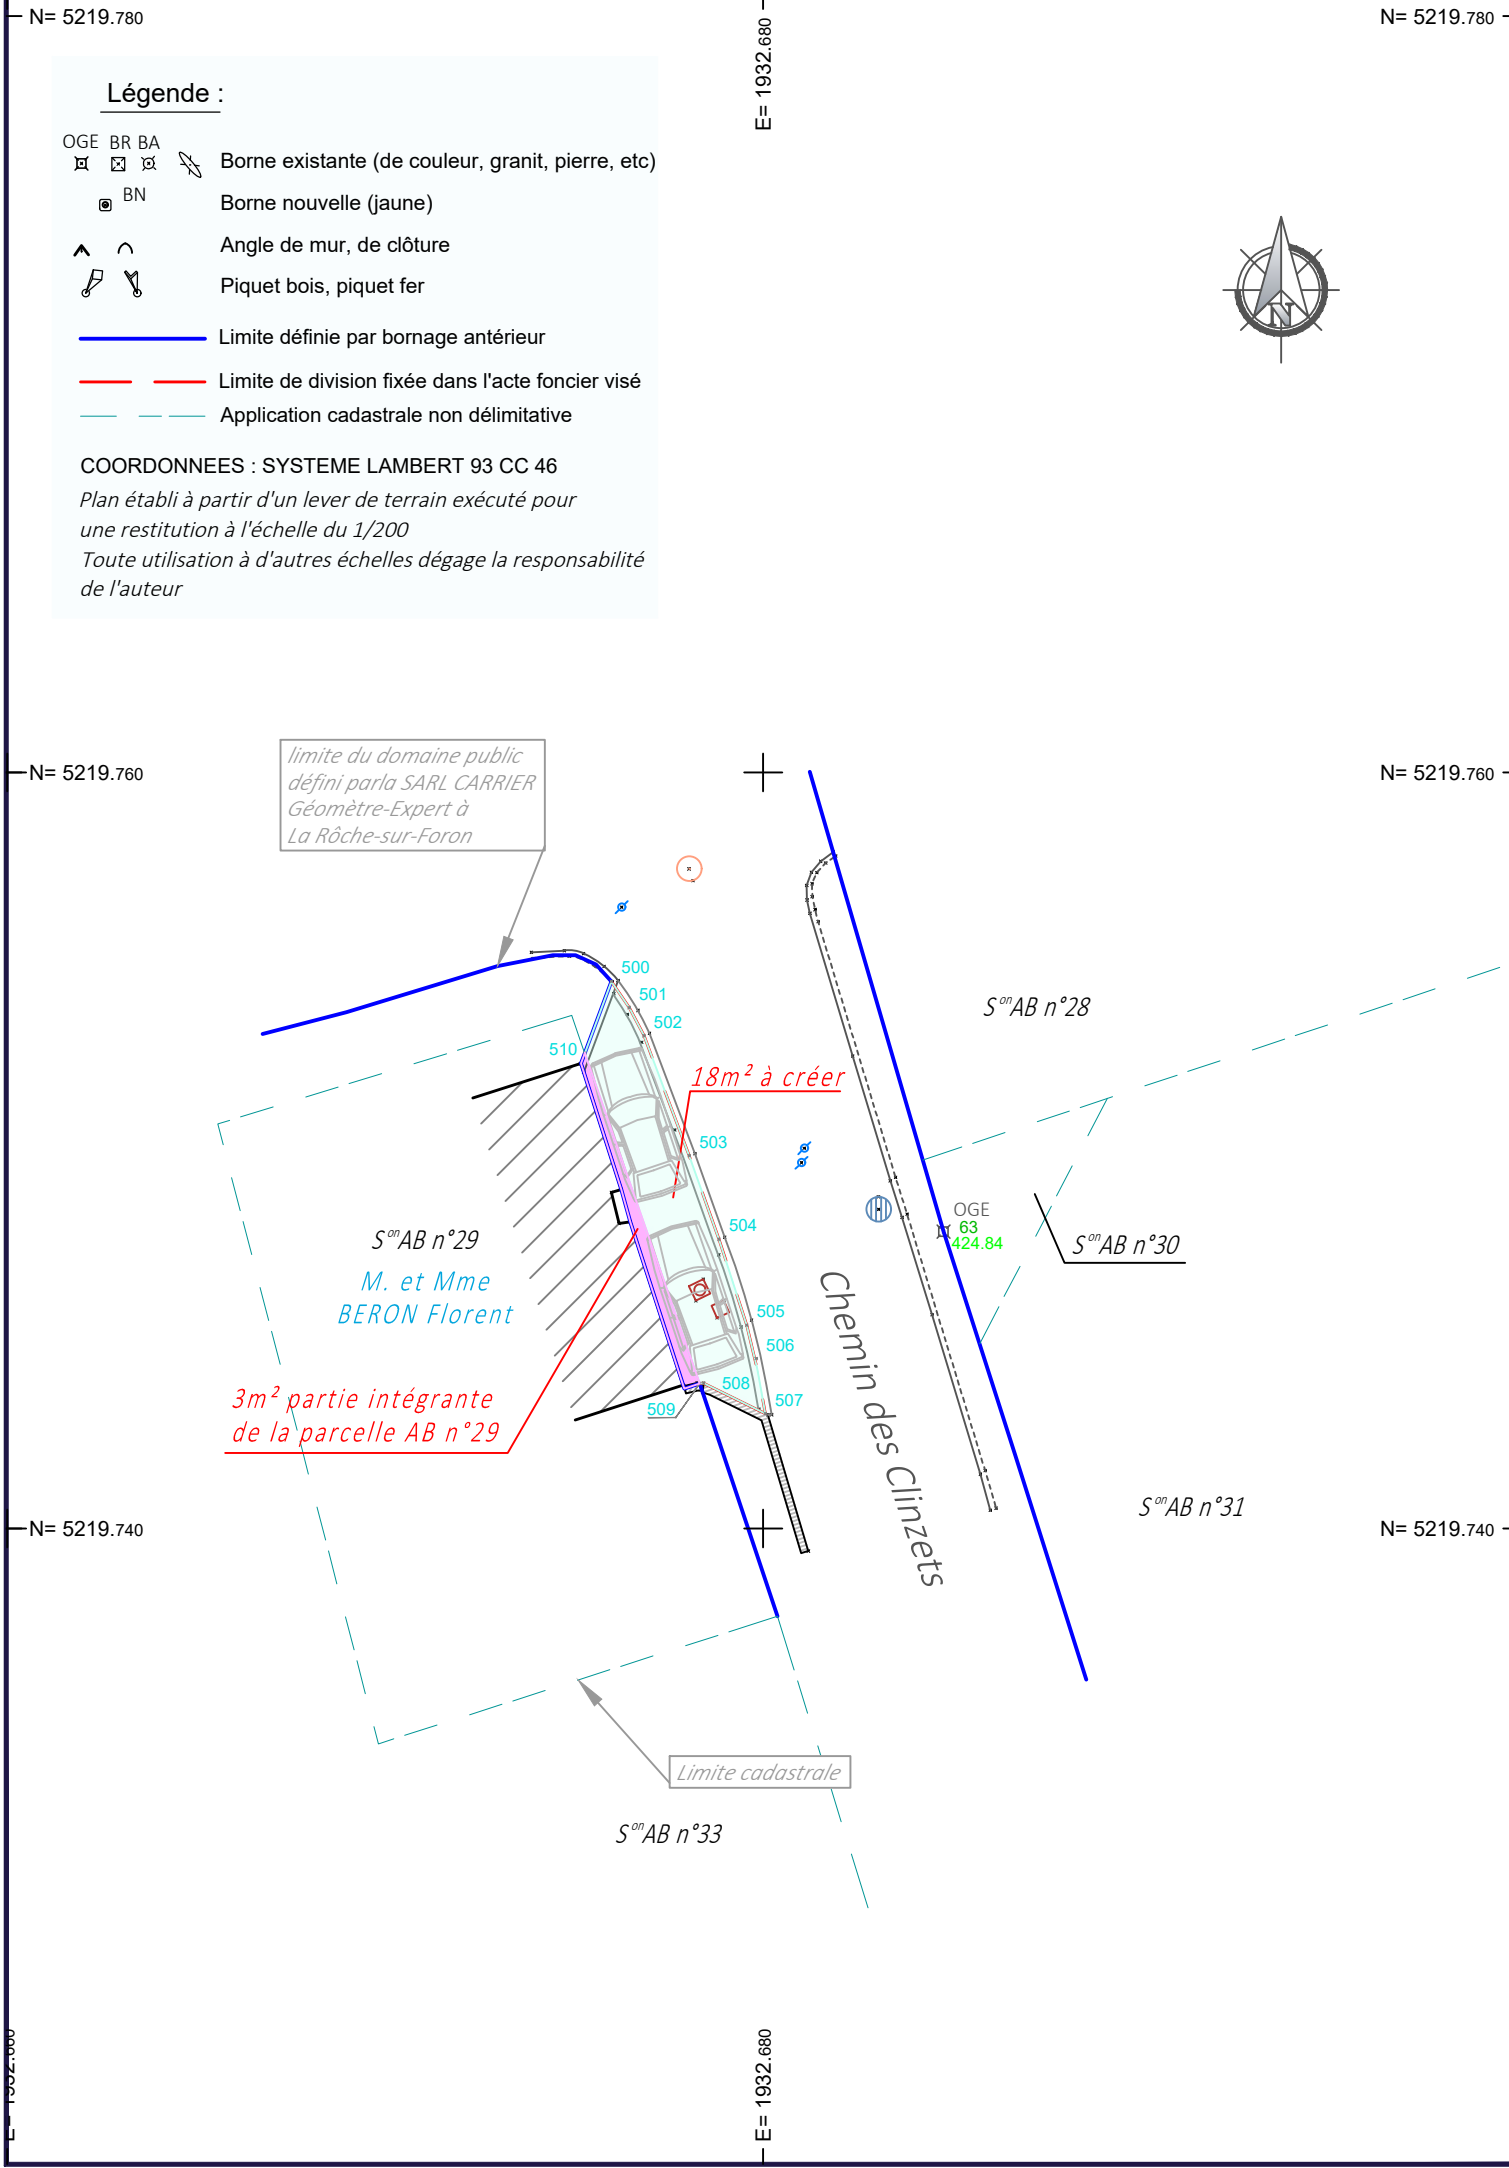 N= 5219.780
E= 1932.680
N= 5219.780
Légende :
OGE BR BA
Borne existante (de couleur, granit, pierre, etc)
BN
Borne nouvelle (jaune)
Angle de mur, de clôture
Piquet bois, piquet fer
Limite définie par bornage antérieur
Limite de division fixée dans l'acte foncier visé
Application cadastrale non délimitative
COORDONNEES : SYSTEME LAMBERT 93 CC 46
Plan établi à partir d'un lever de terrain exécuté pour
une restitution à l'échelle du 1/200
Toute utilisation à d'autres échelles dégage la responsabilité
de l'auteur
N
limite du domaine public
défini parla SARL CARRIER
Géomètre-Expert à
La Rôche-sur-Foron
N= 5219.760
N= 5219.760
500
501
502
510
18m² à créer
503
504
505
506
508
507
509
S°ⁿAB n°28
OGE
63
424.84
S°ⁿAB n°30
S°ⁿAB n°29
M. et Mme
BERON Florent
3m² partie intégrante
de la parcelle AB n°29
Chemin des Clinzets
S°ⁿAB n°31
N= 5219.740
N= 5219.740
Limite cadastrale
S°ⁿAB n°33
E= 1932.680